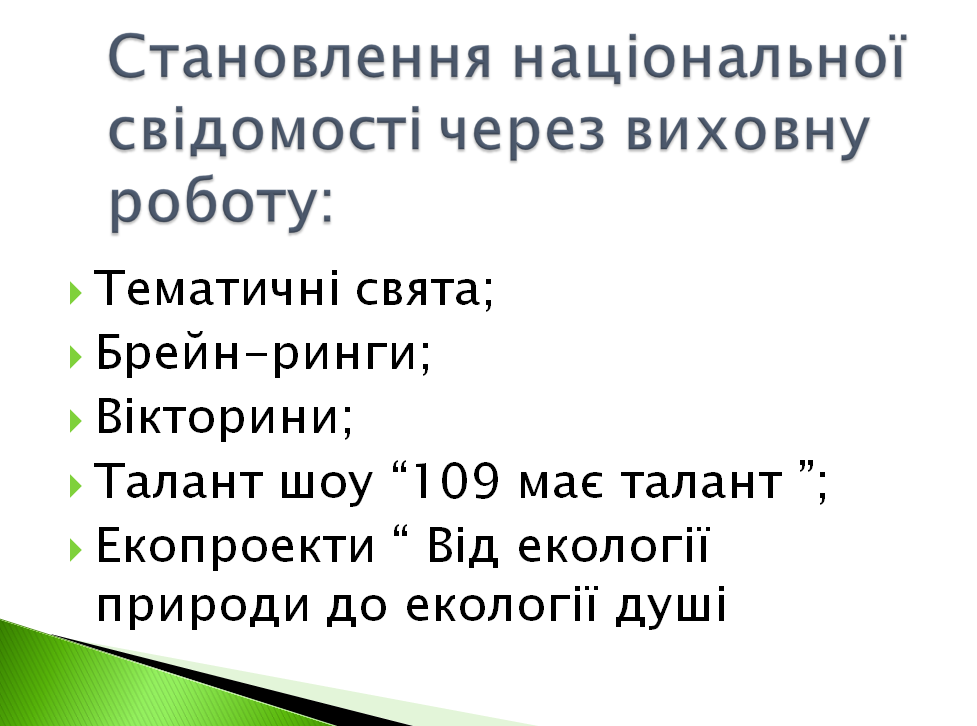 Становлення національної
свідомості через виховну
роботу:
Тематичні свята;
Брейн-ринги;
Вікторини;
Талант шоу “109 має талант ”;
Екопроекти “ Від екології
природи до екології душі